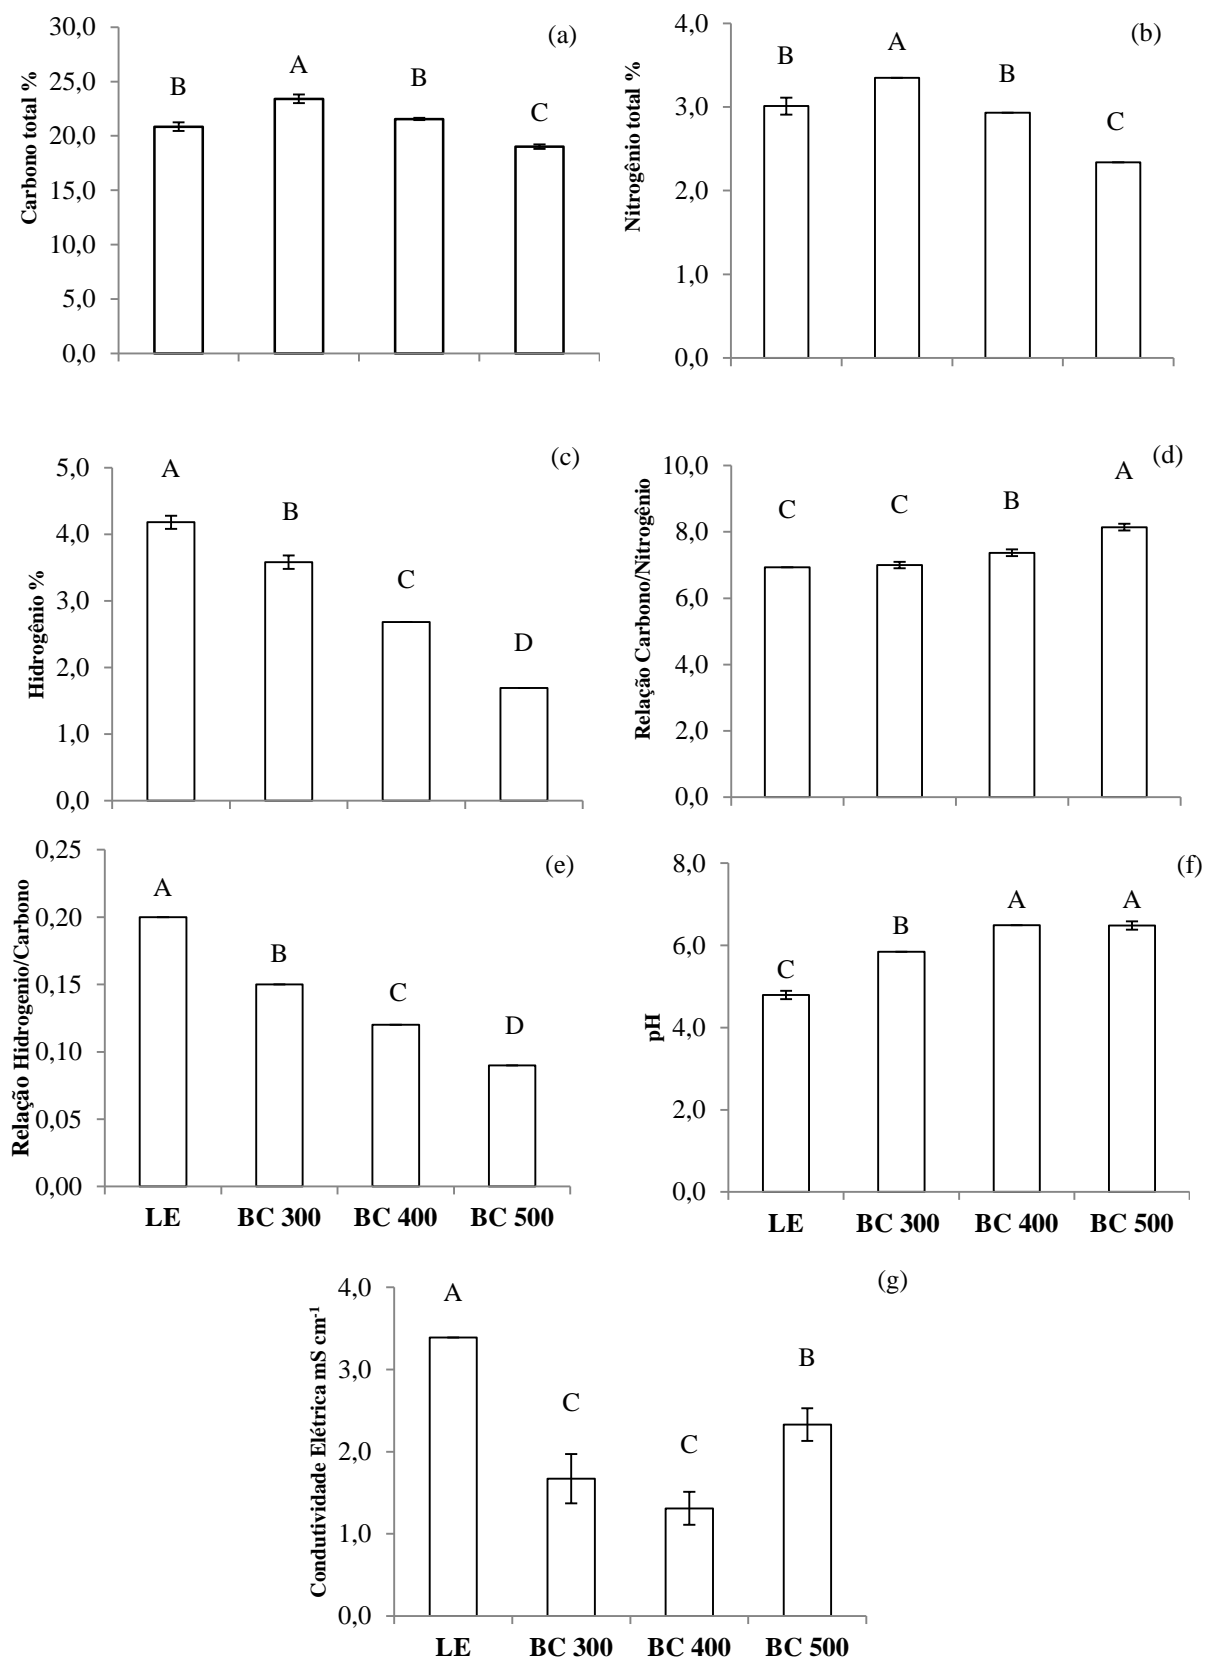 (a)
Carbono total %
30,0
25,0
20,0
15,0
10,0
5,0
0,0
B
A
B
C
(b)
Nitrogênio total %
4,0
3,0
2,0
1,0
0,0
B
A
B
C
(c)
Hidrogênio %
5,0
4,0
3,0
2,0
1,0
0,0
A
B
C
D
(d)
Relação Carbono/Nitrogênio
10,0
8,0
6,0
4,0
2,0
0,0
C
C
B
A
(e)
Relação Hidrogenio/Carbono
0,25
0,20
0,15
0,10
0,05
0,00
A
B
C
D
LE BC 300 BC 400 BC 500
(f)
pH
8,0
6,0
4,0
2,0
0,0
C
B
A
A
LE BC 300 BC 400 BC 500
(g)
Condutividade Elétrica mS cm⁻¹
4,0
3,0
2,0
1,0
0,0
A
C
C
B
LE BC 300 BC 400 BC 500